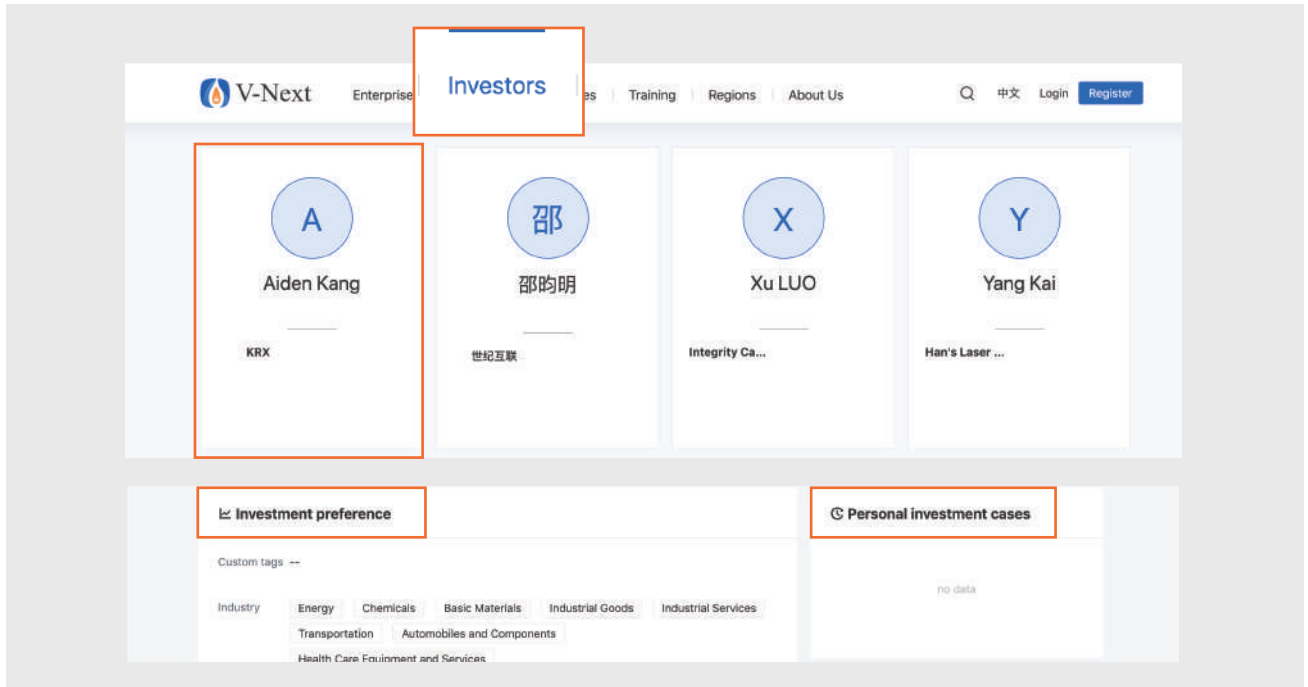 V-Next Enterprise Investors es Training Regions About Us 中文 Login Register
A 邵 X Y
Aiden Kang 邵昀明 Xu LUO Yang Kai
KRX 世纪互联 Integrity Ca... Han's Laser ...
Investment preference Personal investment cases
Custom tags --
no data
Industry Energy Chemicals Basic Materials Industrial Goods Industrial Services
Transportation Automobiles and Components
Health Care Equipment and Services